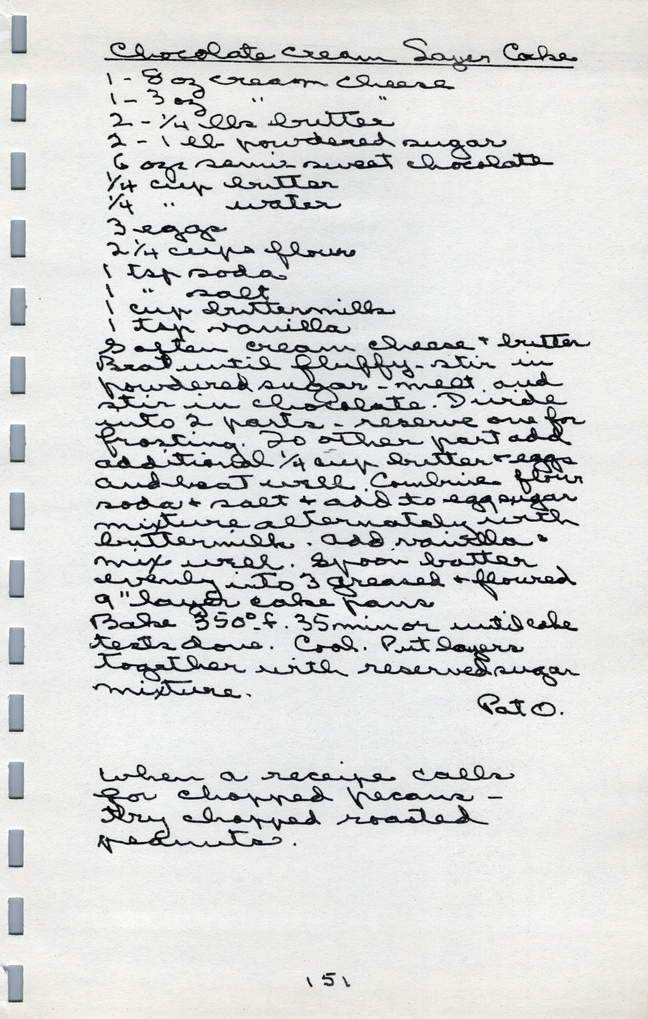 Chocolate Cream Layer Cake
1 - 8 oz cream cheese
1 - 3 oz " "
2 - 1/4 lbs butter
2 - 1 lb powdered sugar
6 ozs semi sweet chocolate
1/4 cup butter
1/4 " water
3 eggs
2 1/4 cups flour
1 tsp soda
1 " salt
1 cup buttermilk
1 tsp vanilla
Soften cream cheese + butter
Beat until fluffy - stir in
powdered sugar - melt and
stir in chocolate. Divide
into 2 parts - reserve one for
frosting. To other part add
additional 1/4 cup butter + eggs
and beat well. Combine flour
soda + salt + add to egg sugar
mixture alternately with
buttermilk. Add vanilla +
mix well. Spoon batter
evenly into 3 greased + floured
9" layer cake pans
Bake 350° f. 35 min or until cake
tests done. Cool. Put layers
together with reserved sugar
mixture.
Pat O.
When a receipe calls
for chopped pecans -
try chopped roasted
peanuts.
151